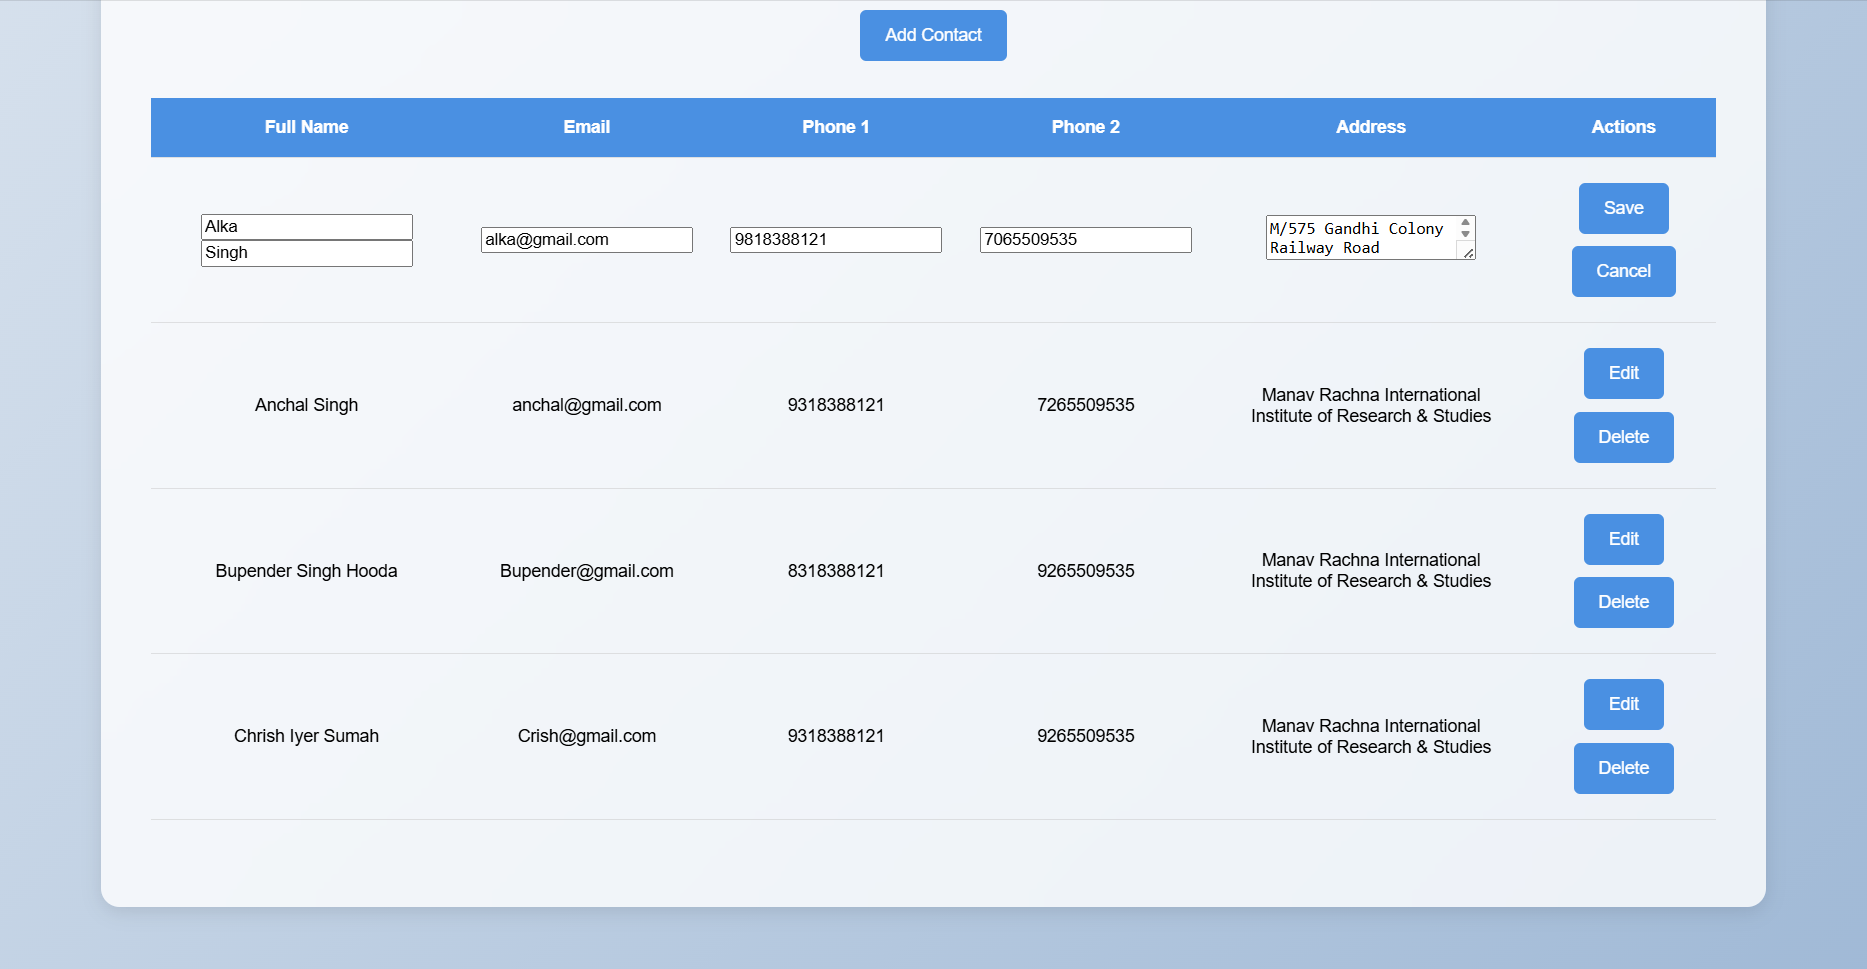 Add Contact
Full Name Email Phone 1 Phone 2 Address Actions
Alka
Singh
alka@gmail.com
9818388121
7065509535
M/575 Gandhi Colony
Railway Road
Save
Cancel
Anchal Singh
anchal@gmail.com
9318388121
7265509535
Manav Rachna International
Institute of Research & Studies
Edit
Delete
Bupender Singh Hooda
Bupender@gmail.com
8318388121
9265509535
Manav Rachna International
Institute of Research & Studies
Edit
Delete
Chrish Iyer Sumah
Crish@gmail.com
9318388121
9265509535
Manav Rachna International
Institute of Research & Studies
Edit
Delete